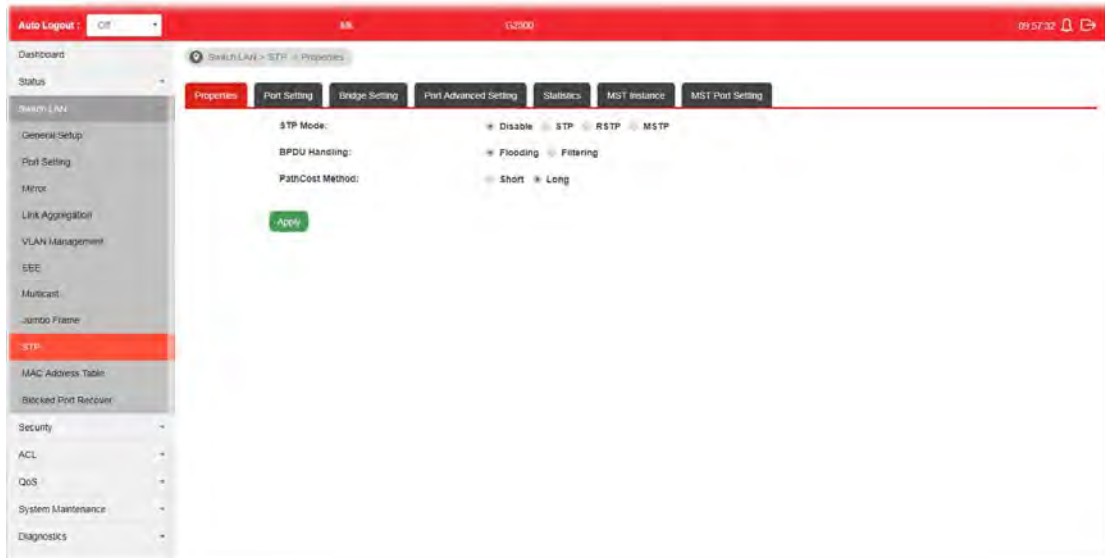 Auto Logout : Off G2000 09:57:32
Dashboard
Switch LAN > STP > Properties
Status
Properties Port Setting Bridge Setting Port Advanced Setting Statistics MST Instance MST Port Setting
Switch LAN
STP Mode: Disable STP RSTP MSTP
General Setup
BPDU Handling: Flooding Filtering
Port Setting
PathCost Method: Short Long
Mirror
Link Aggregation
Apply
VLAN Management
EEE
Multicast
Jumbo Frame
STP
MAC Address Table
Blocked Port Recover
Security
ACL
QoS
System Maintenance
Diagnostics